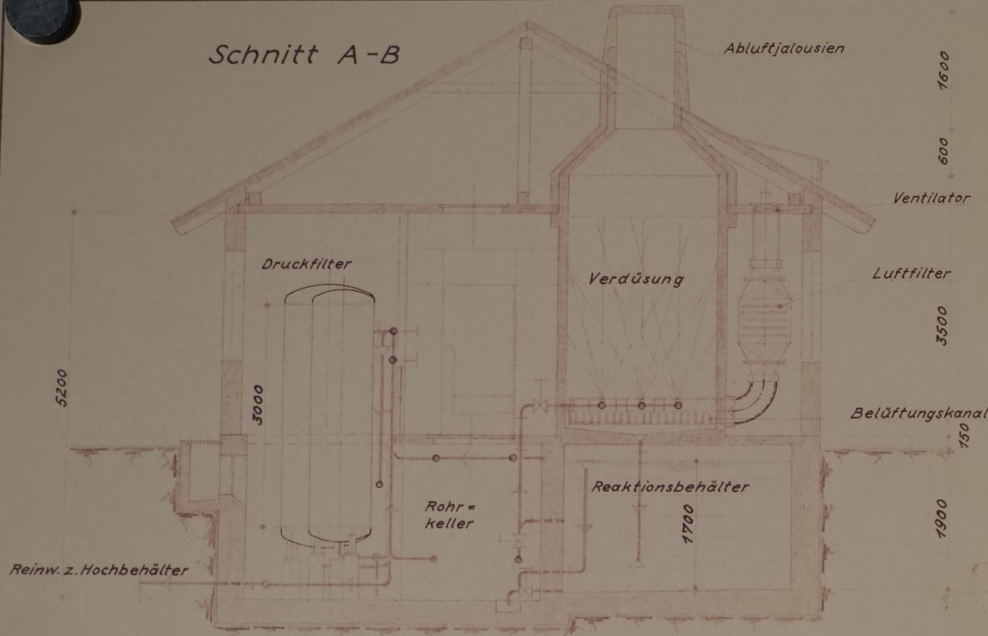 Schnitt A-B
Abluftjalousien
1600
600
Ventilator
Druckfilter
Verdüsung
Luftfilter
3500
5200
3000
Belüftungskanal
150
Reaktionsbehälter
Rohr=
keller
1700
1900
Reinw. z. Hochbehälter